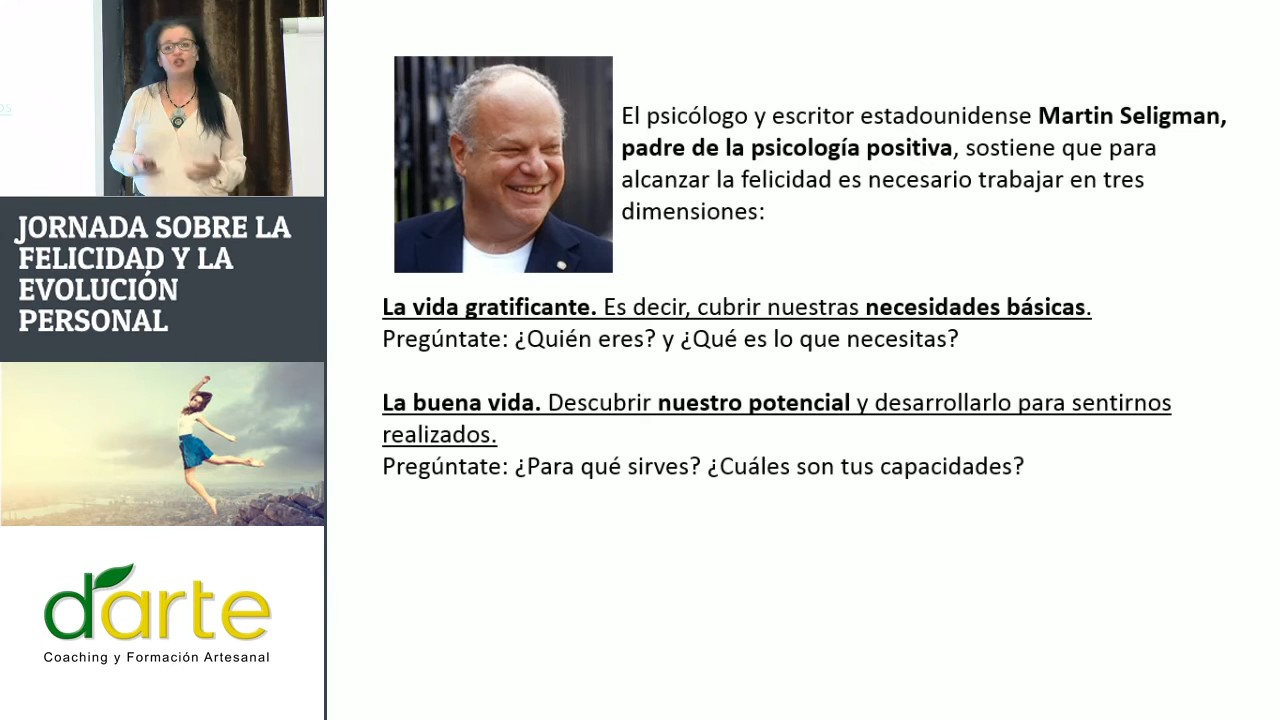 os
JORNADA SOBRE LA
FELICIDAD Y LA
EVOLUCIÓN
PERSONAL
d'arte
Coaching y Formación Artesanal
El psicólogo y escritor estadounidense Martin Seligman,
padre de la psicología positiva, sostiene que para
alcanzar la felicidad es necesario trabajar en tres
dimensiones:
La vida gratificante. Es decir, cubrir nuestras necesidades básicas.
Pregúntate: ¿Quién eres? y ¿Qué es lo que necesitas?
La buena vida. Descubrir nuestro potencial y desarrollarlo para sentirnos
realizados.
Pregúntate: ¿Para qué sirves? ¿Cuáles son tus capacidades?